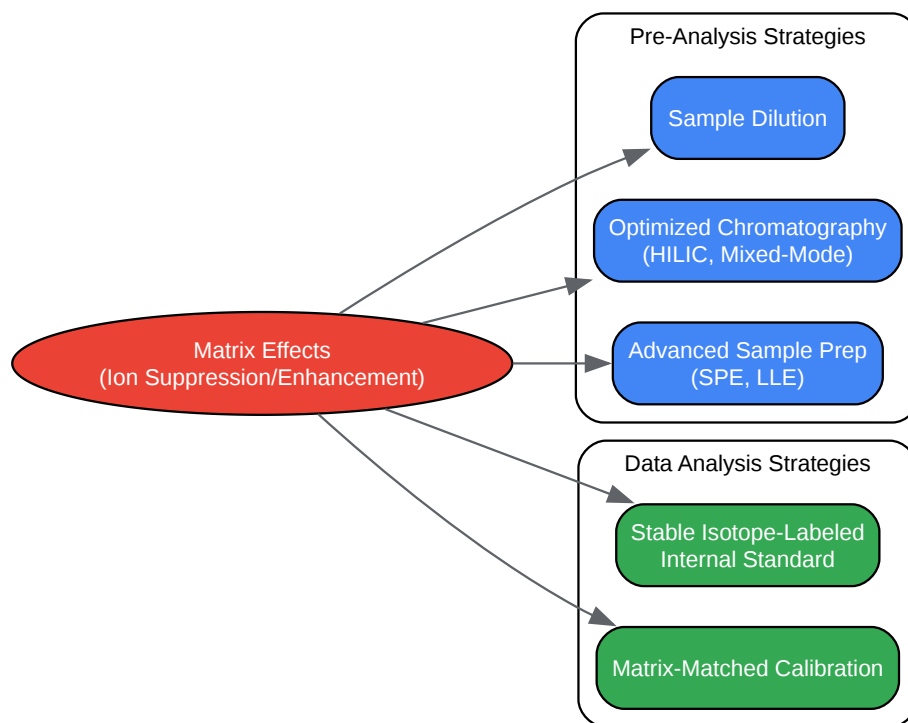 Pre-Analysis Strategies
Sample Dilution
Optimized Chromatography
(HILIC, Mixed-Mode)
Advanced Sample Prep
(SPE, LLE)
Matrix Effects
(Ion Suppression/Enhancement)
Data Analysis Strategies
Stable Isotope-Labeled
Internal Standard
Matrix-Matched Calibration